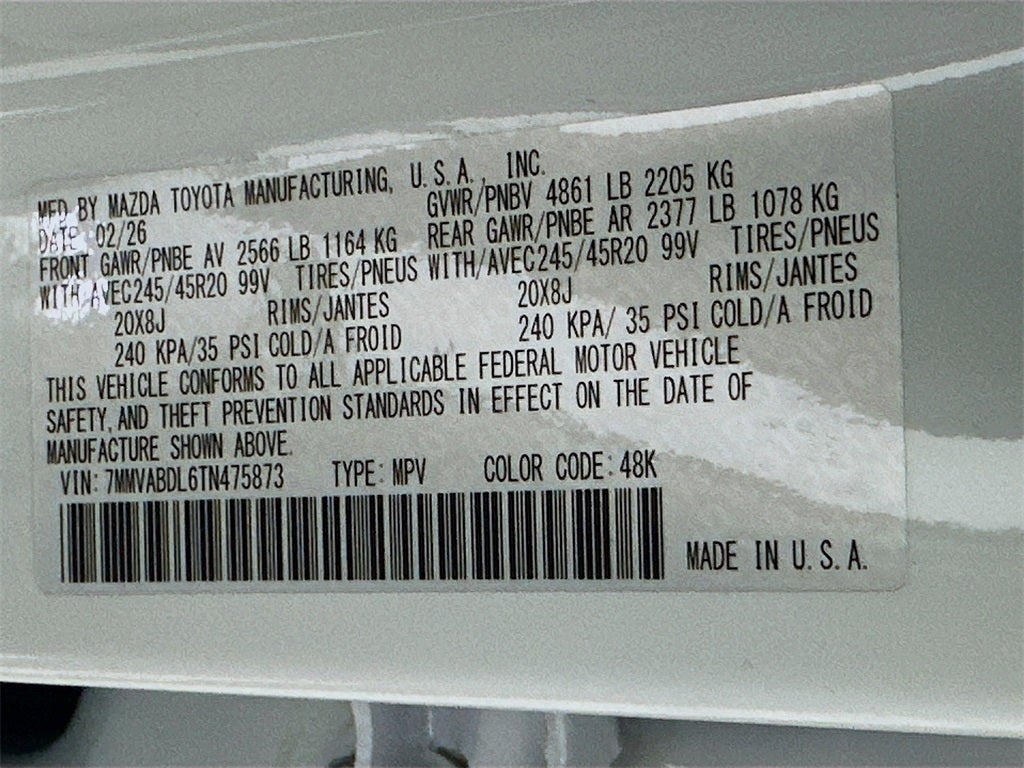 MFD BY MAZDA TOYOTA MANUFACTURING, U.S.A., INC.
DATE 02/26 GVWR/PNBV 4861 LB 2205 KG
FRONT GAWR/PNBE AV 2566 LB 1164 KG REAR GAWR/PNBE AR 2377 LB 1078 KG
WITH/AVEC245/45R20 99V TIRES/PNEUS WITH/AVEC245/45R20 99V TIRES/PNEUS
20X8J RIMS/JANTES 20X8J RIMS/JANTES
240 KPA/35 PSI COLD/A FROID 240 KPA/ 35 PSI COLD/A FROID
THIS VEHICLE CONFORMS TO ALL APPLICABLE FEDERAL MOTOR VEHICLE
SAFETY, AND THEFT PREVENTION STANDARDS IN EFFECT ON THE DATE OF
MANUFACTURE SHOWN ABOVE.
VIN: 7MMVABDL6TN475873 TYPE: MPV COLOR CODE: 48K
MADE IN U.S.A.